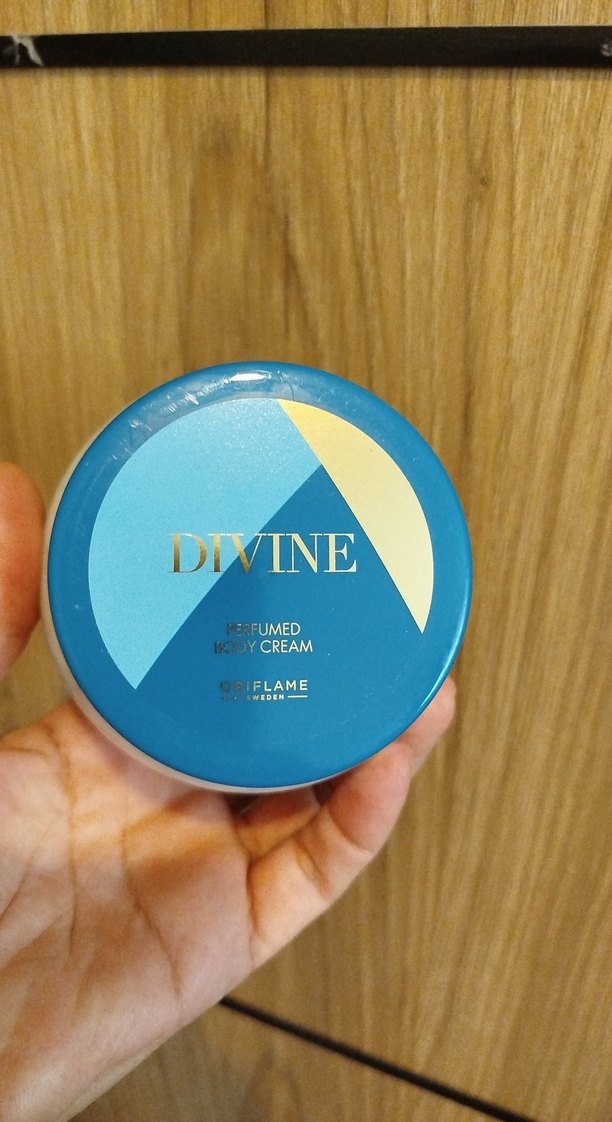 DIVINE
PERFUMED
BODY CREAM
ORIFLAME
SWEDEN